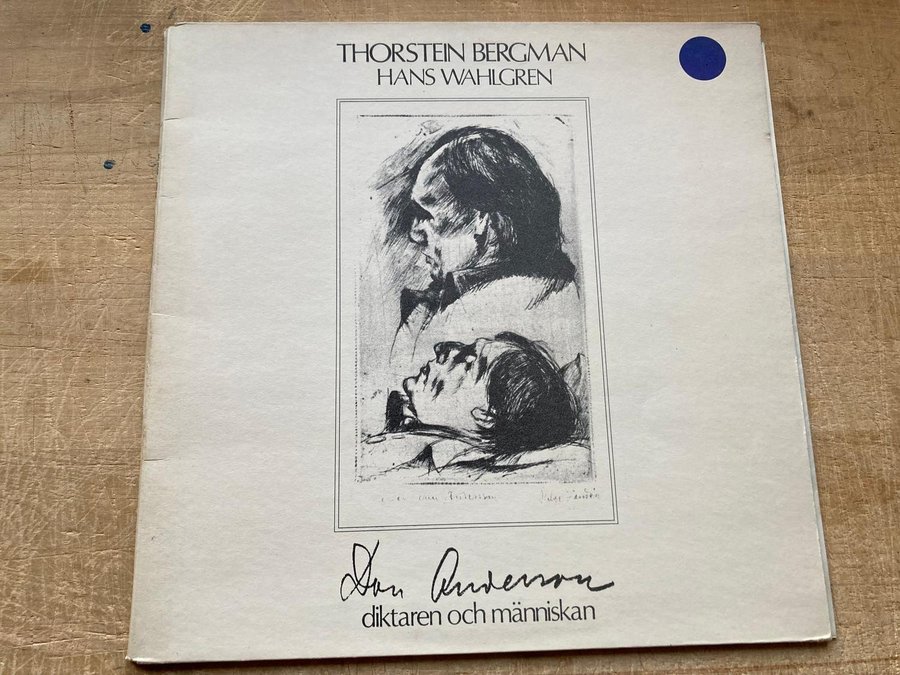 THORSTEIN BERGMAN
HANS WAHLGREN
Dan Andersson
diktaren och människan